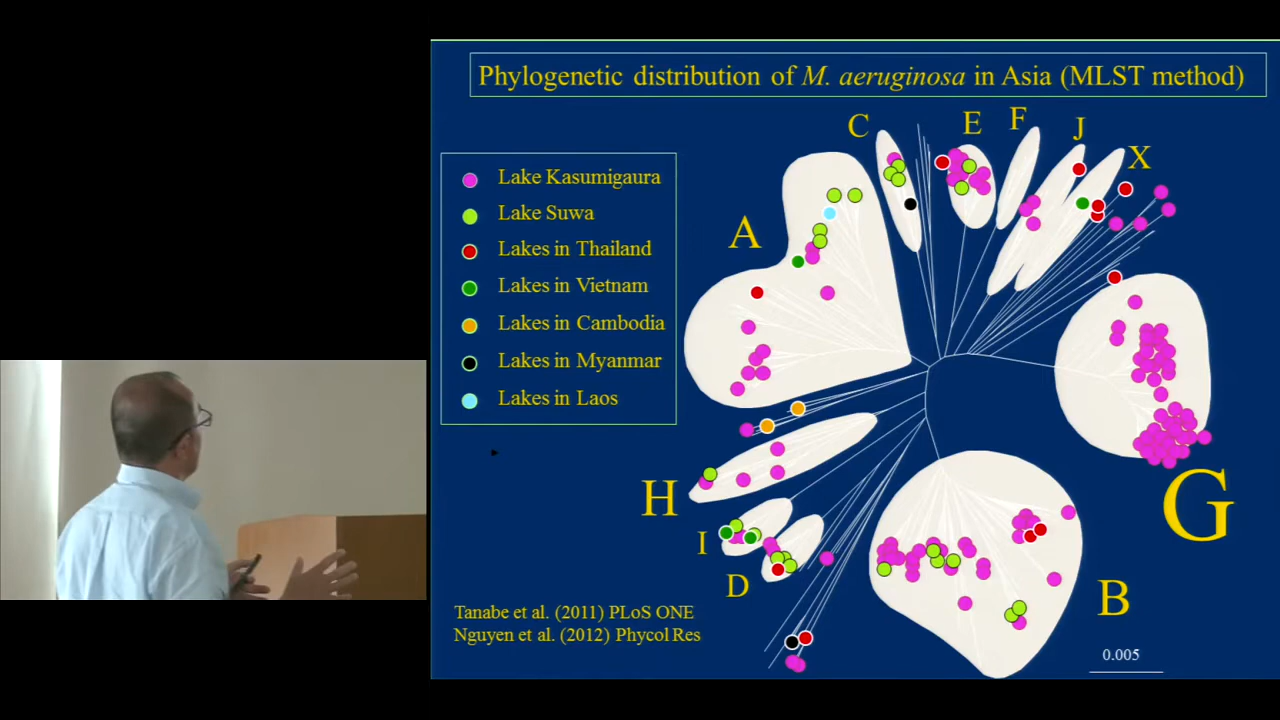 Phylogenetic distribution of M. aeruginosa in Asia (MLST method)
Lake Kasumigaura
Lake Suwa
Lakes in Thailand
Lakes in Vietnam
Lakes in Cambodia
Lakes in Myanmar
Lakes in Laos
A
C
E
F
J
X
G
B
H
I
D
Tanabe et al. (2011) PLoS ONE
Nguyen et al. (2012) Phycol Res
0.005